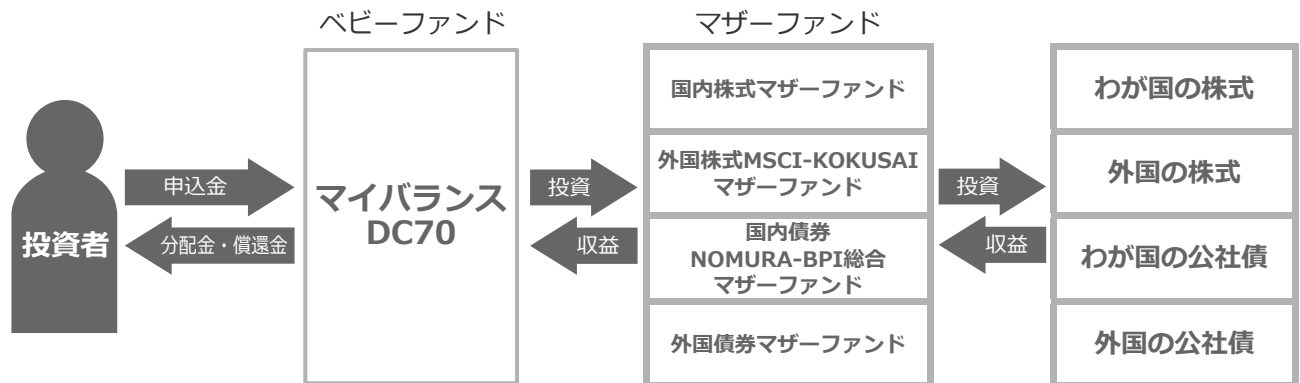 ベビーファンド
マザーファンド
投資者
申込金
分配金・償還金
マイバランス
DC70
投資
収益
国内株式マザーファンド
外国株式MSCI-KOKUSAI
マザーファンド
国内債券
NOMURA-BPI総合
マザーファンド
外国債券マザーファンド
投資
収益
わが国の株式
外国の株式
わが国の公社債
外国の公社債